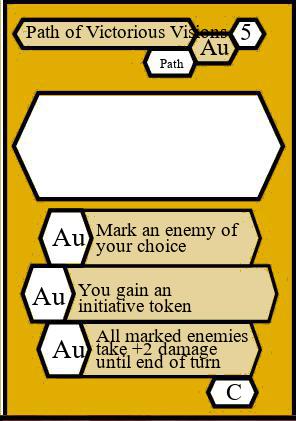 Path of Victorious Visions
Au
5
Path
Au
Mark an enemy of
your choice
Au
You gain an
initiative token
Au
All marked enemies
take +2 damage
until end of turn
C